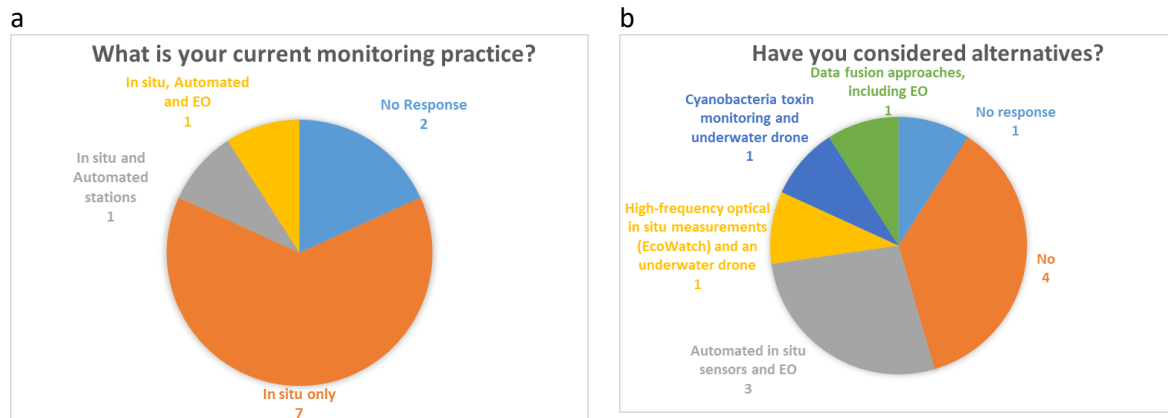 a
What is your current monitoring practice?
In situ, Automated
and EO
1
No Response
2
In situ and
Automated
stations
1
In situ only
7
b
Have you considered alternatives?
Data fusion approaches,
including EO
1
Cyanobacteria toxin
monitoring and
underwater drone
1
No response
1
High-frequency optical
in situ measurements
(EcoWatch) and an
underwater drone
1
No
4
Automated in situ
sensors and EO
3